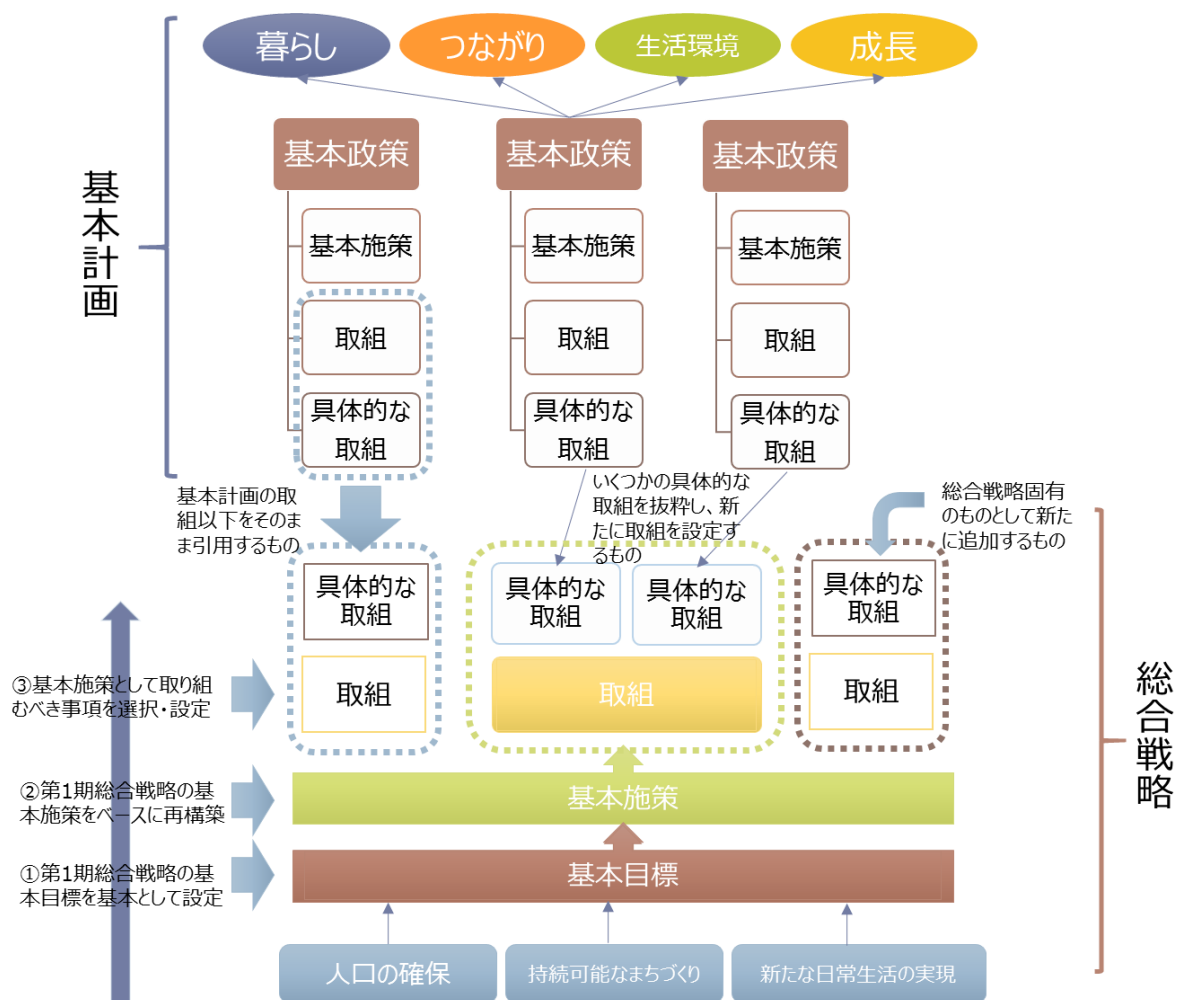 暮らし
つながり
生活環境
成長
基本計画
基本政策
基本政策
基本政策
基本施策
基本施策
基本施策
取組
取組
取組
具体的な
取組
具体的な
取組
具体的な
取組
基本計画の取
組以下をそのま
ま引用するもの
いくつかの具体的な
取組を抜粋し、新
たに取組を設定す
るもの
総合戦略固有
のものとして新た
に追加するもの
具体的な
取組
具体的な
取組
具体的な
取組
具体的な
取組
取組
取組
取組
総合戦略
③基本施策として取り組
むべき事項を選択・設定
②第1期総合戦略の基
本施策をベースに再構築
基本施策
①第1期総合戦略の基
本目標を基本として設定
基本目標
人口の確保
持続可能なまちづくり
新たな日常生活の実現